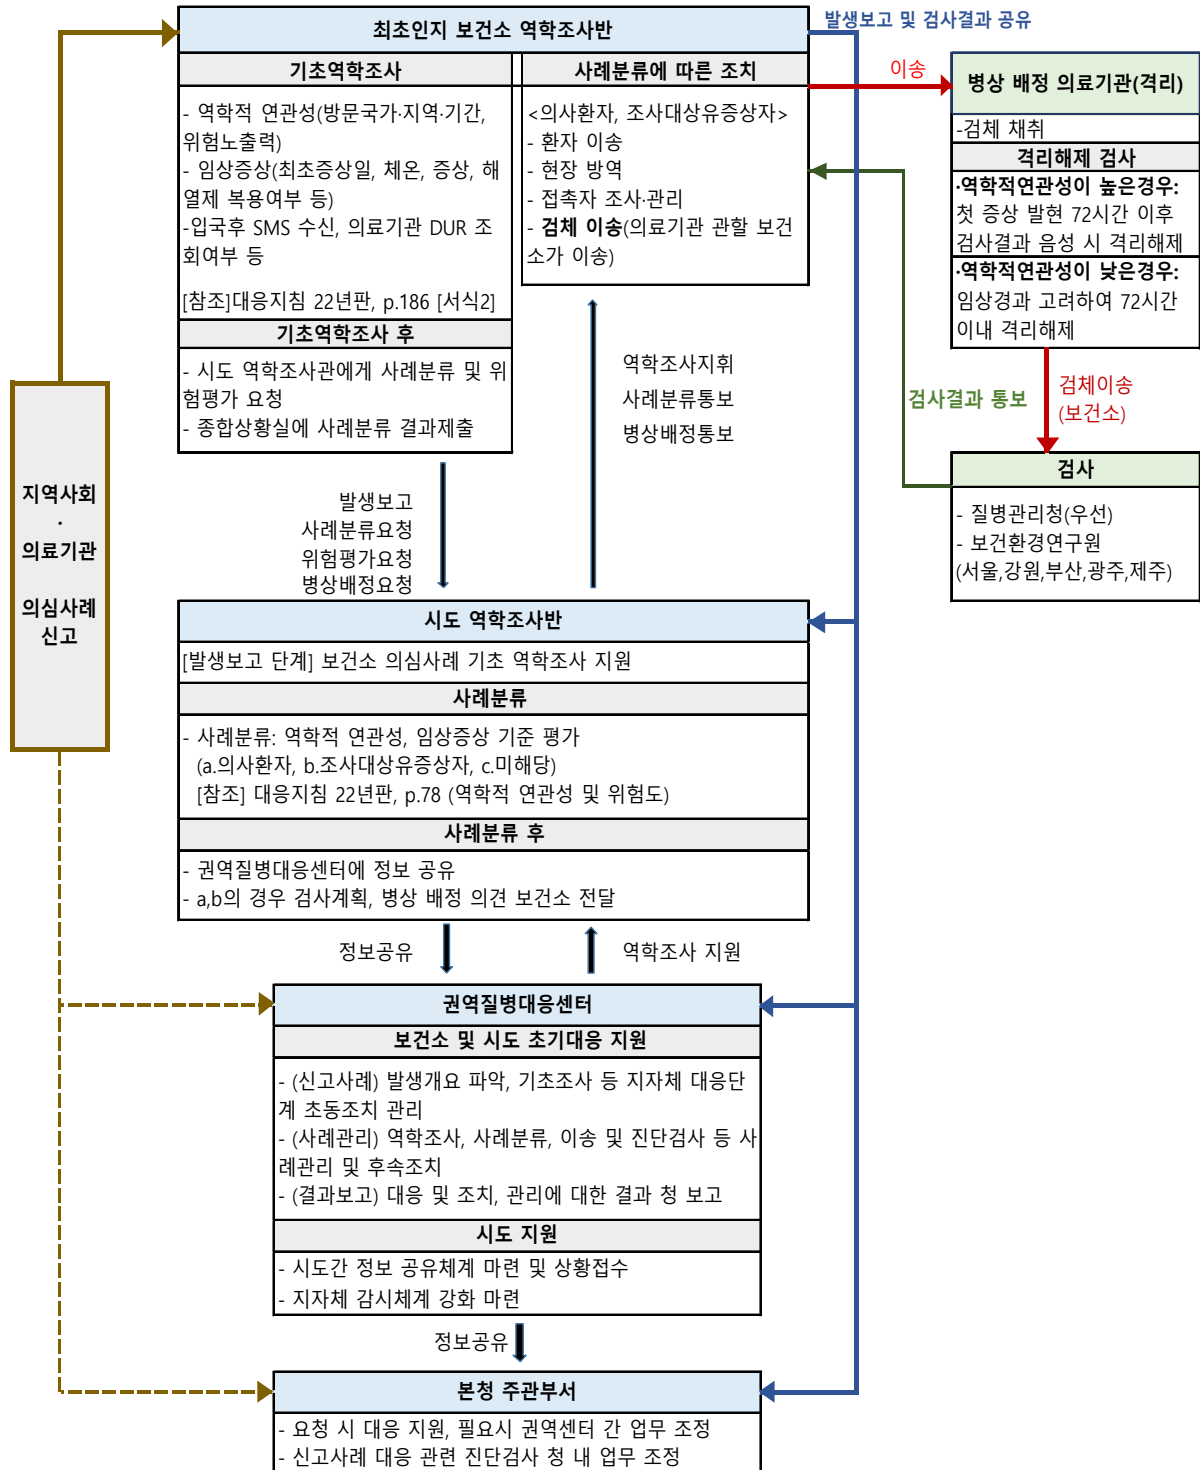 발생보고 및 검사결과 공유
최초인지 보건소 역학조사반
기초역학조사
- 역학적 연관성(방문국가·지역·기간,
위험노출력)
- 임상증상(최초증상일, 체온, 증상, 해
열제 복용여부 등)
-입국후 SMS 수신, 의료기관 DUR 조
회여부 등
[참조]대응지침 22년판, p.186 [서식2]
기초역학조사 후
- 시도 역학조사관에게 사례분류 및 위
험평가 요청
- 종합상황실에 사례분류 결과제출
사례분류에 따른 조치
<의사환자, 조사대상유증상자>
- 환자 이송
- 현장 방역
- 접촉자 조사·관리
- 검체 이송(의료기관 관할 보건
소가 이송)
이송
병상 배정 의료기관(격리)
-검체 채취
격리해제 검사
·역학적연관성이 높은경우:
첫 증상 발현 72시간 이후
검사결과 음성 시 격리해제
·역학적연관성이 낮은경우:
임상경과 고려하여 72시간
이내 격리해제
검체이송
(보건소)
검사결과 통보
검사
- 질병관리청(우선)
- 보건환경연구원
(서울,강원,부산,광주,제주)
역학조사지휘
사례분류통보
병상배정통보
지역사회
·
의료기관
의심사례
신고
발생보고
사례분류요청
위험평가요청
병상배정요청
시도 역학조사반
[발생보고 단계] 보건소 의심사례 기초 역학조사 지원
사례분류
- 사례분류: 역학적 연관성, 임상증상 기준 평가
(a.의사환자, b.조사대상유증상자, c.미해당)
[참조] 대응지침 22년판, p.78 (역학적 연관성 및 위험도)
사례분류 후
- 권역질병대응센터에 정보 공유
- a,b의 경우 검사계획, 병상 배정 의견 보건소 전달
정보공유
역학조사 지원
권역질병대응센터
보건소 및 시도 초기대응 지원
- (신고사례) 발생개요 파악, 기초조사 등 지자체 대응단
계 초동조치 관리
- (사례관리) 역학조사, 사례분류, 이송 및 진단검사 등 사
례관리 및 후속조치
- (결과보고) 대응 및 조치, 관리에 대한 결과 청 보고
시도 지원
- 시도간 정보 공유체계 마련 및 상황접수
- 지자체 감시체계 강화 마련
정보공유
본청 주관부서
- 요청 시 대응 지원, 필요시 권역센터 간 업무 조정
- 신고사례 대응 관련 진단검사 청 내 업무 조정